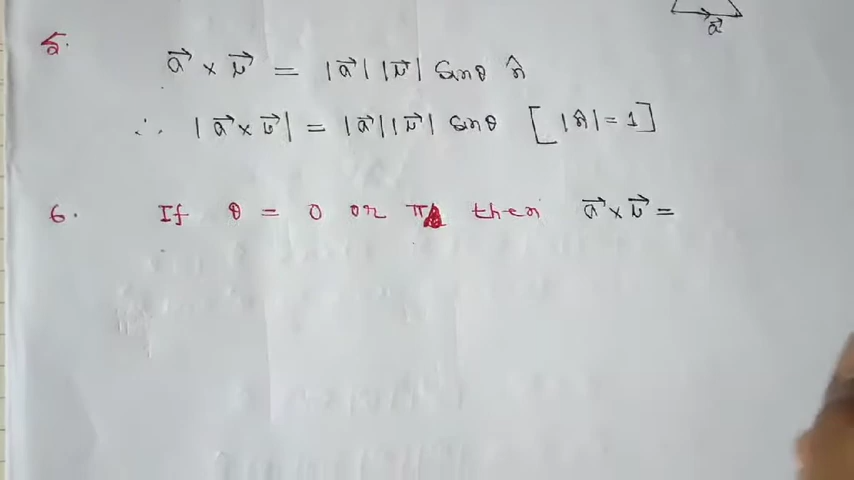 a⃗
5.
a⃗ × b⃗ = |a⃗| |b⃗| sinθ n̂
∴ |a⃗ × b⃗| = |a⃗| |b⃗| sinθ [ |n̂| = 1 ]
6. If θ = 0 or π then a⃗ × b⃗ =